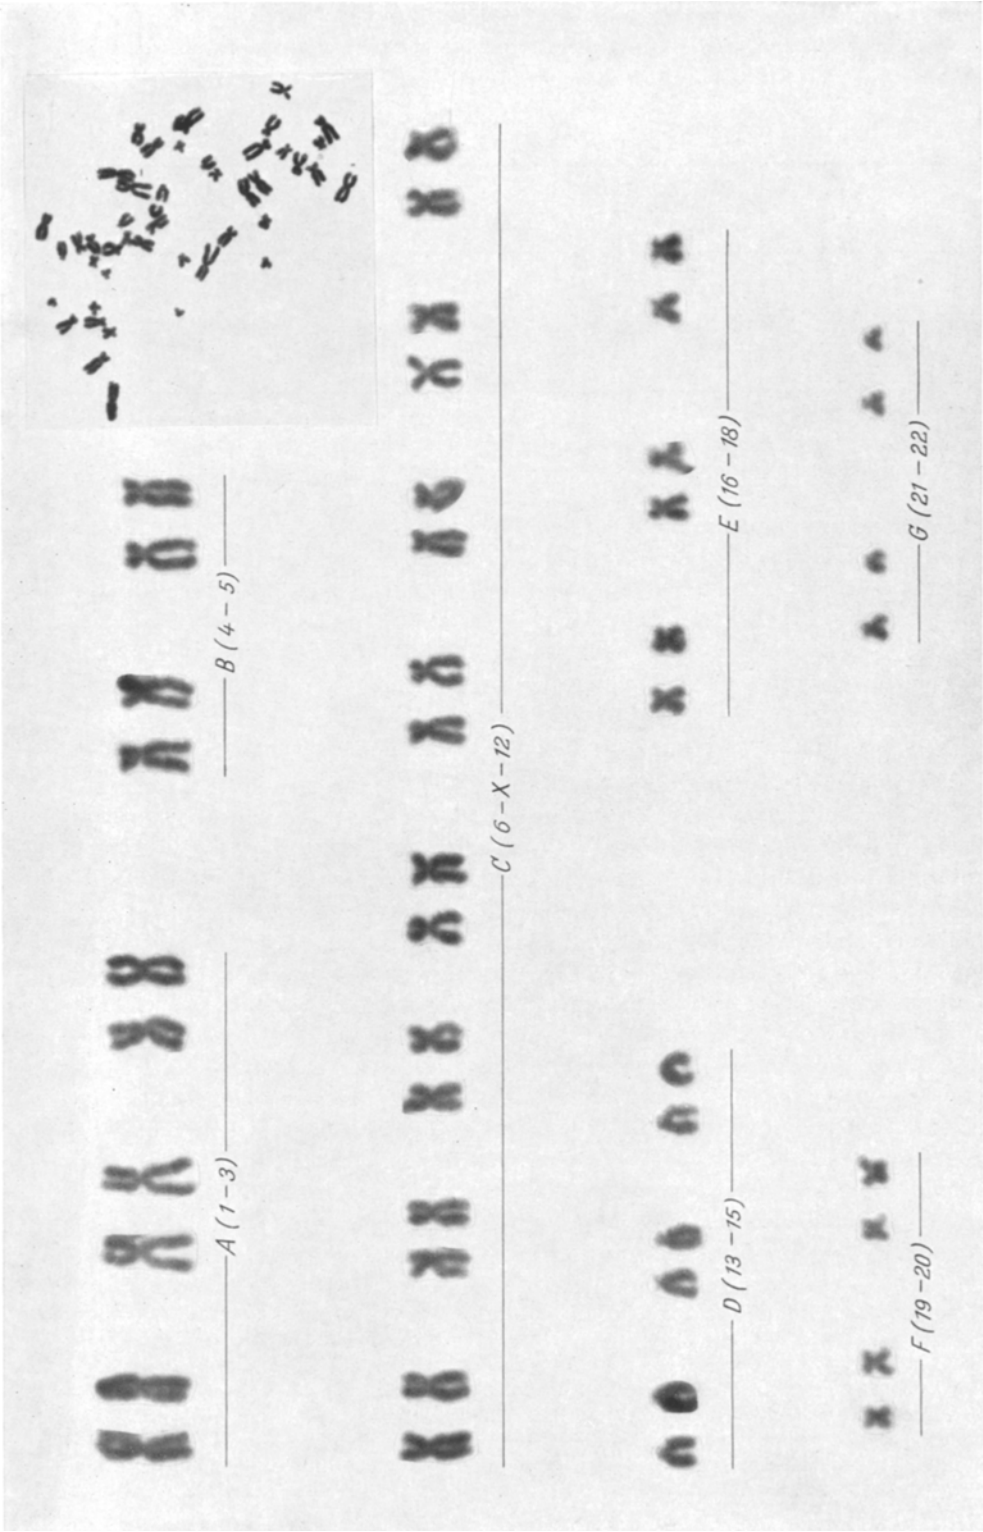 A (1-3)
B (4-5)
C (6-X-12)
D (13-15)
E (16-18)
F (19-20)
G (21-22)